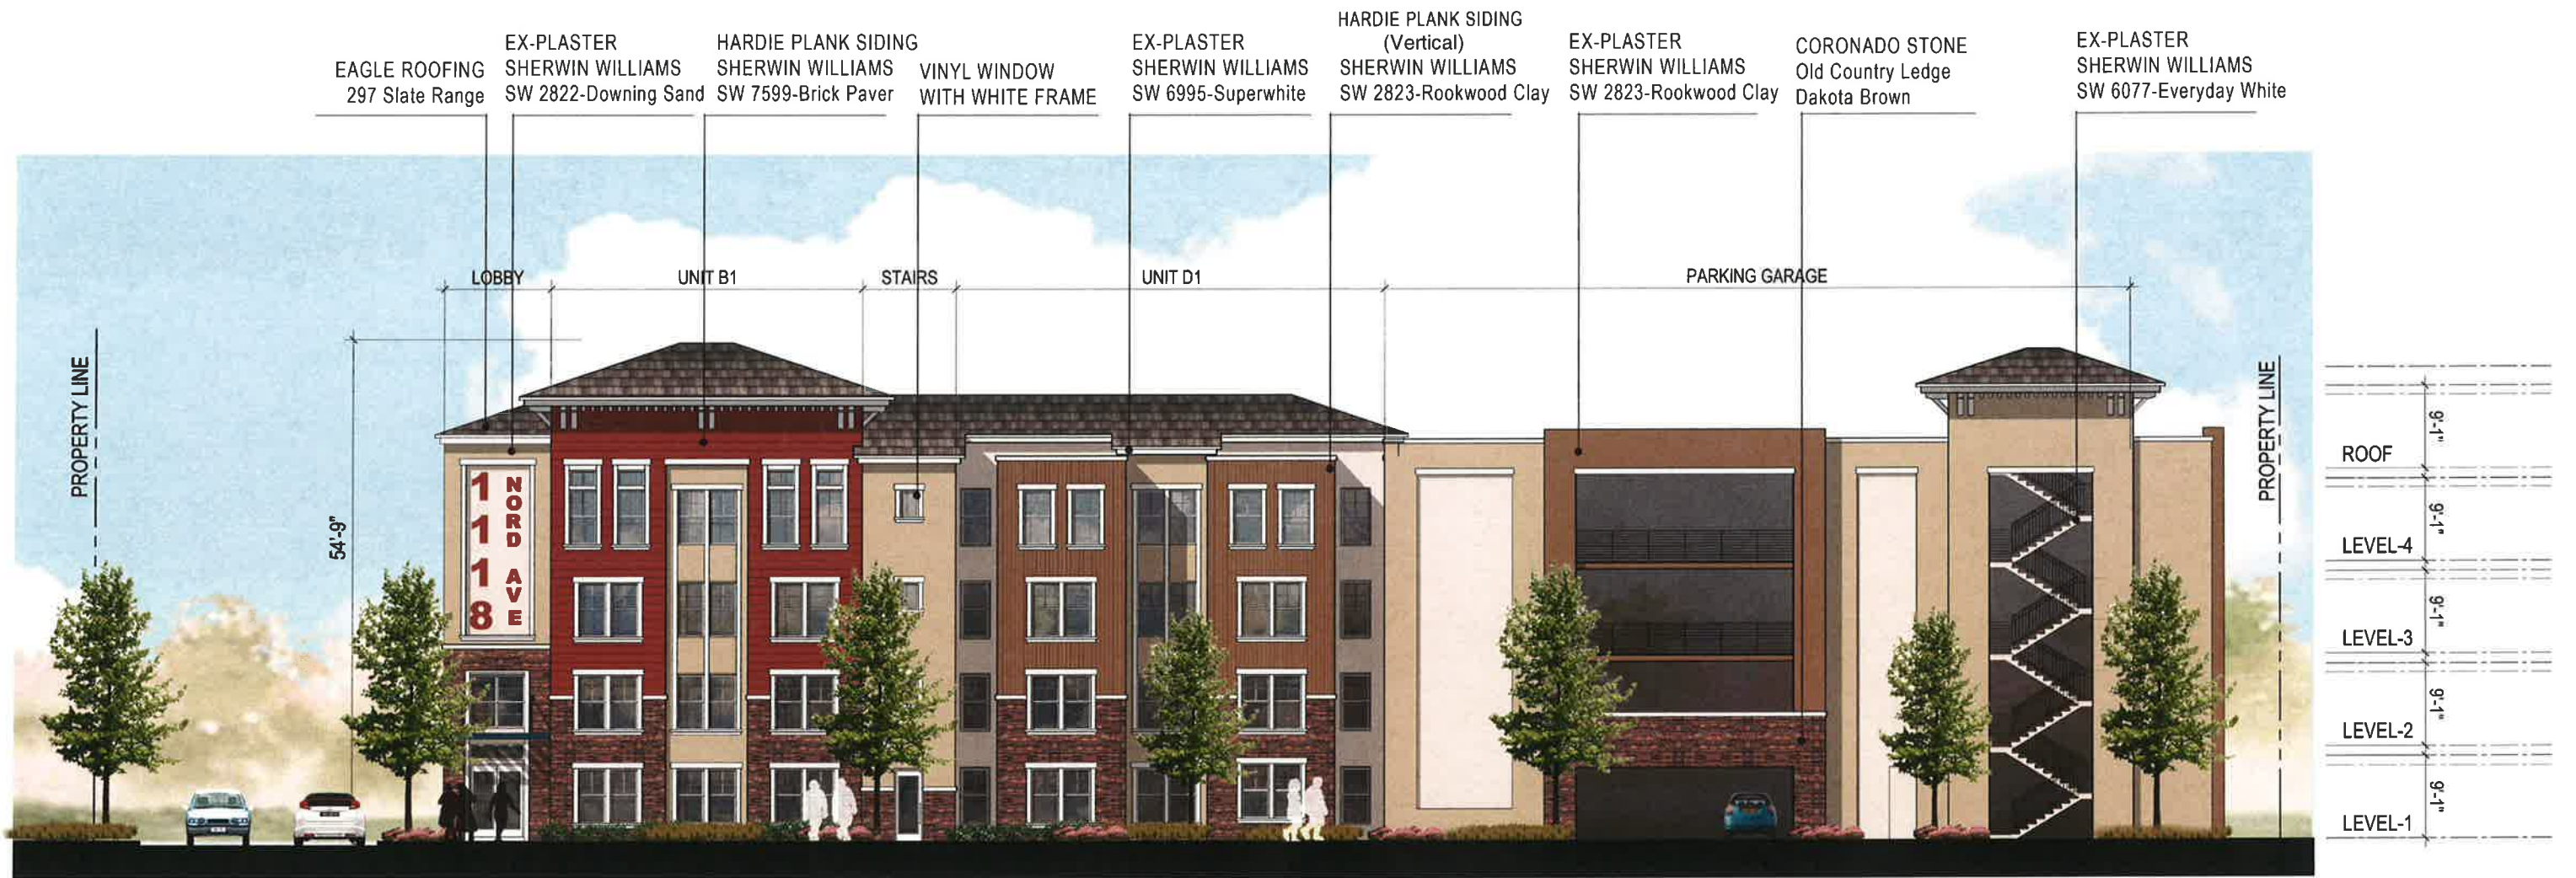 EAGLE ROOFING
297 Slate Range
EX-PLASTER
SHERWIN WILLIAMS
SW 2822-Downing Sand
HARDIE PLANK SIDING
SHERWIN WILLIAMS
SW 7599-Brick Paver
VINYL WINDOW
WITH WHITE FRAME
EX-PLASTER
SHERWIN WILLIAMS
SW 6995-Superwhite
HARDIE PLANK SIDING
(Vertical)
SHERWIN WILLIAMS
SW 2823-Rookwood Clay
EX-PLASTER
SHERWIN WILLIAMS
SW 2823-Rookwood Clay
CORONADO STONE
Old Country Ledge
Dakota Brown
EX-PLASTER
SHERWIN WILLIAMS
SW 6077-Everyday White
LOBBY
UNIT B1
STAIRS
UNIT D1
PARKING GARAGE
PROPERTY LINE
54'-9"
1118
NORD AVE
PROPERTY LINE
9'-1"
ROOF
9'-1"
LEVEL-4
9'-1"
LEVEL-3
9'-1"
LEVEL-2
9'-1"
LEVEL-1